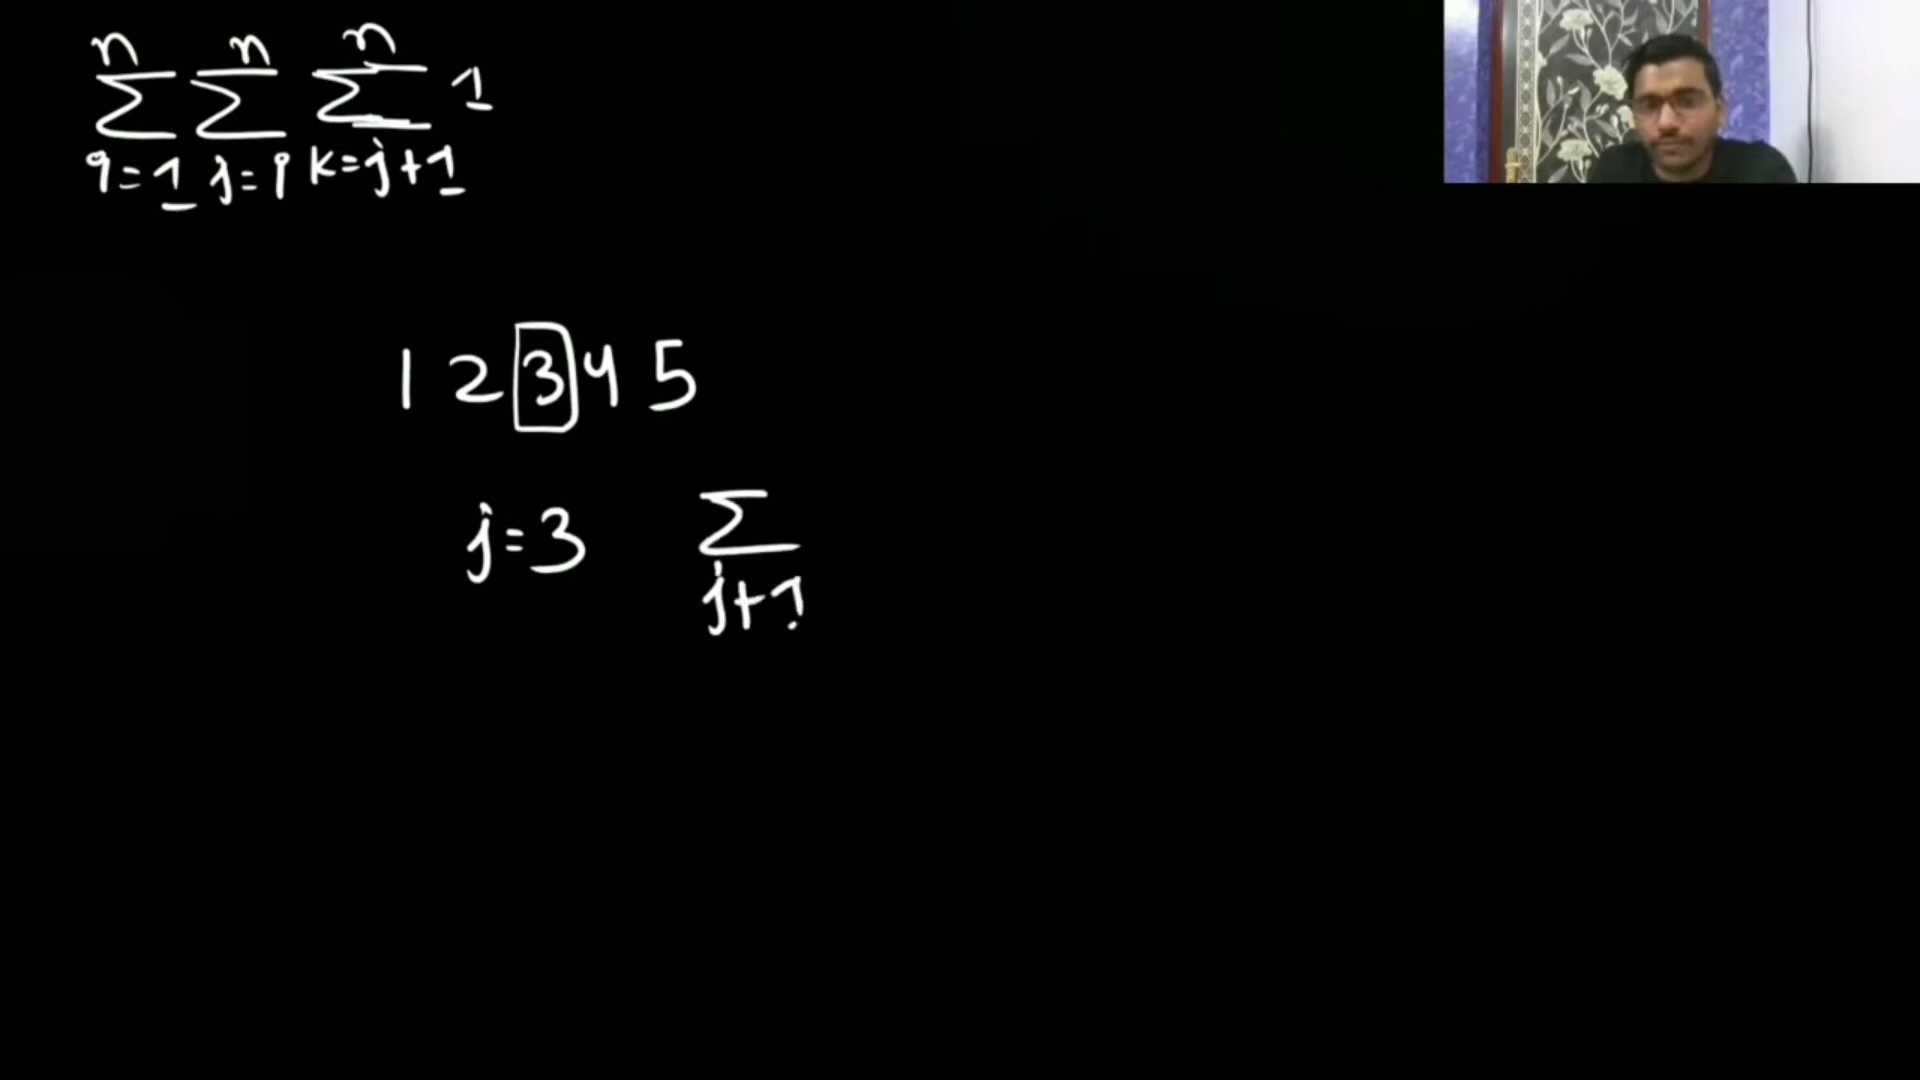 n n n
∑ ∑ ∑ 1
i=1 j=i k=j+1
1 2 3 4 5
j=3 ∑
j+1